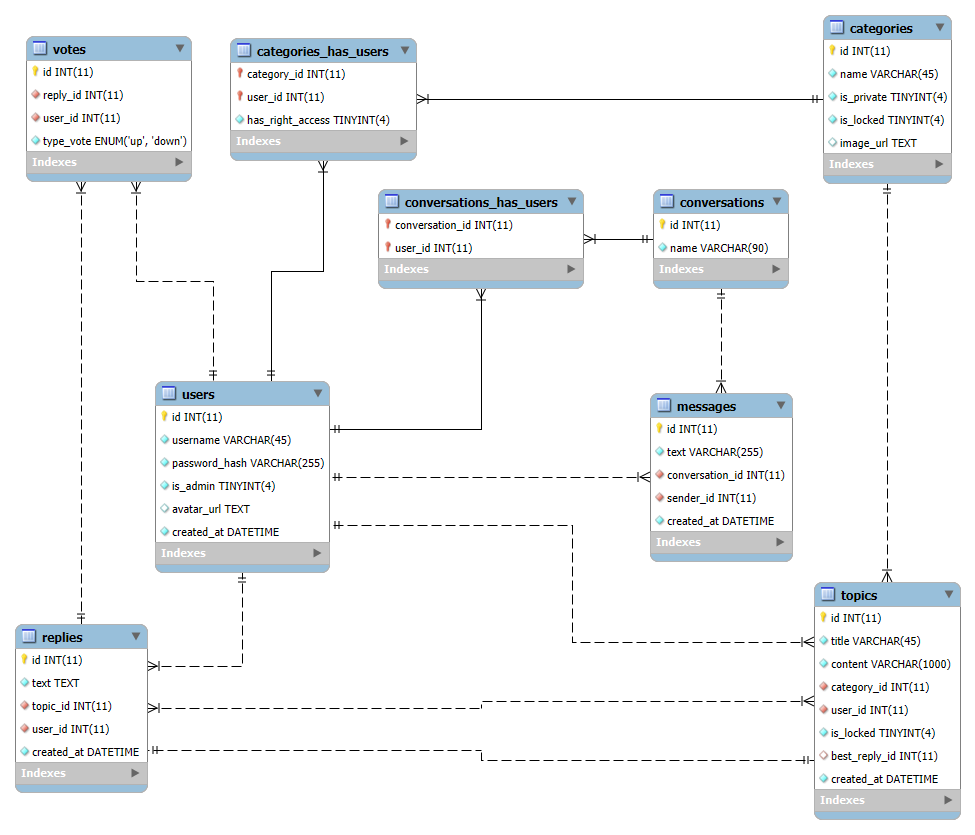 votes
id INT(11)
reply_id INT(11)
user_id INT(11)
type_vote ENUM('up', 'down')
Indexes
categories_has_users
category_id INT(11)
user_id INT(11)
has_right_access TINYINT(4)
Indexes
categories
id INT(11)
name VARCHAR(45)
is_private TINYINT(4)
is_locked TINYINT(4)
image_url TEXT
Indexes
conversations_has_users
conversation_id INT(11)
user_id INT(11)
Indexes
conversations
id INT(11)
name VARCHAR(90)
Indexes
users
id INT(11)
username VARCHAR(45)
password_hash VARCHAR(255)
is_admin TINYINT(4)
avatar_url TEXT
created_at DATETIME
Indexes
messages
id INT(11)
text VARCHAR(255)
conversation_id INT(11)
sender_id INT(11)
created_at DATETIME
Indexes
replies
id INT(11)
text TEXT
topic_id INT(11)
user_id INT(11)
created_at DATETIME
Indexes
topics
id INT(11)
title VARCHAR(45)
content VARCHAR(1000)
category_id INT(11)
user_id INT(11)
is_locked TINYINT(4)
best_reply_id INT(11)
created_at DATETIME
Indexes